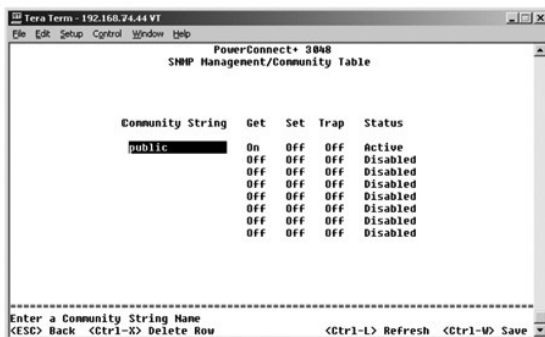 Tera Term - 192.168.74.44 VT
File Edit Setup Control Window Help
PowerConnect+ 3048
SNMP Management/Community Table
Community String Get Set Trap Status
public On Off Off Active
Off Off Off Disabled
Off Off Off Disabled
Off Off Off Disabled
Off Off Off Disabled
Off Off Off Disabled
Off Off Off Disabled
Off Off Off Disabled
Enter a Community String Name
<ESC> Back <Ctrl-X> Delete Row <Ctrl-L> Refresh <Ctrl-W> Save